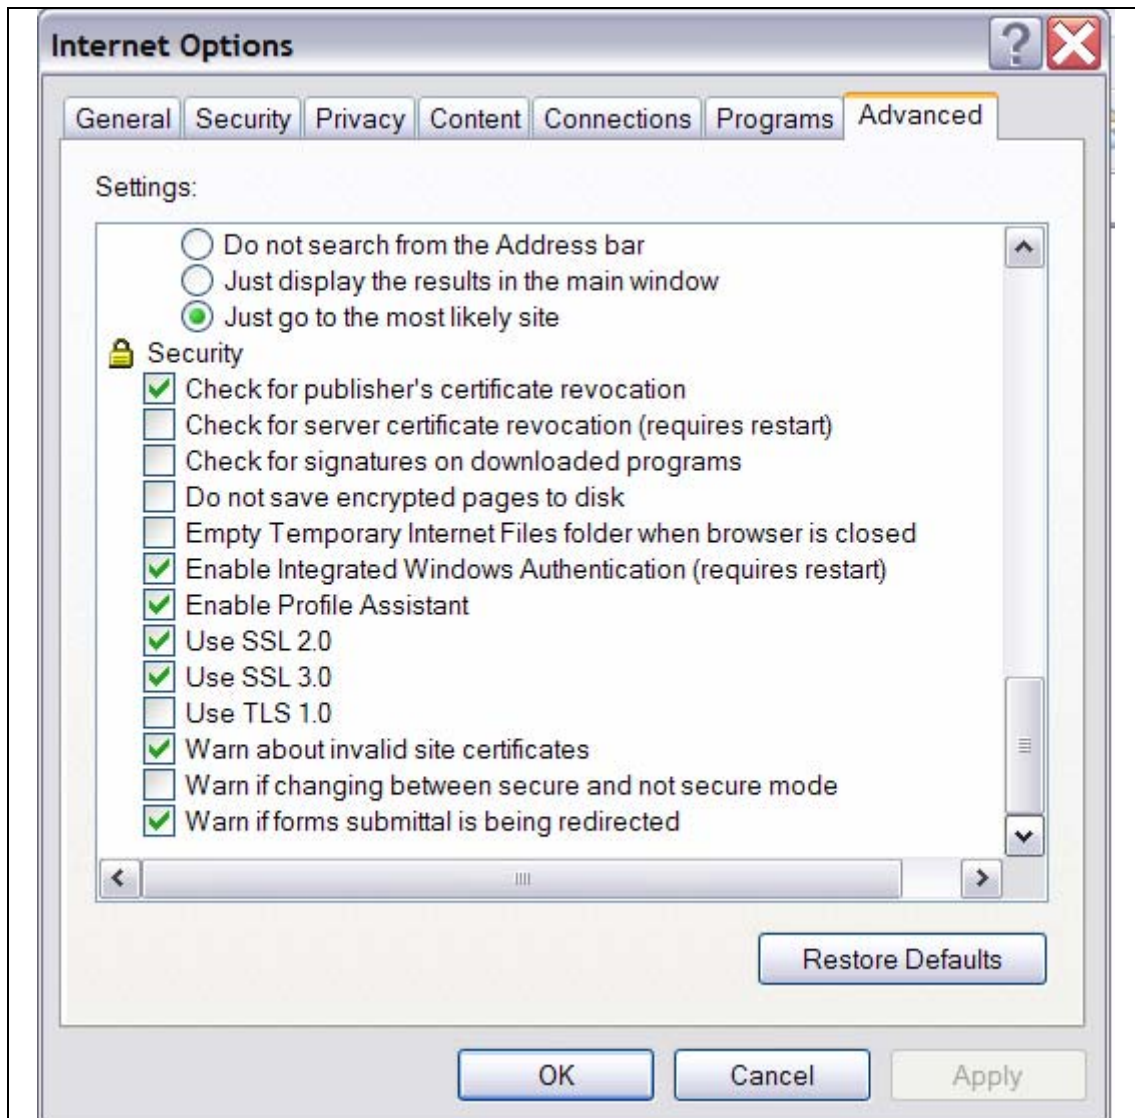 Internet Options
General Security Privacy Content Connections Programs Advanced
Settings:
Do not search from the Address bar
Just display the results in the main window
Just go to the most likely site
Security
Check for publisher's certificate revocation
Check for server certificate revocation (requires restart)
Check for signatures on downloaded programs
Do not save encrypted pages to disk
Empty Temporary Internet Files folder when browser is closed
Enable Integrated Windows Authentication (requires restart)
Enable Profile Assistant
Use SSL 2.0
Use SSL 3.0
Use TLS 1.0
Warn about invalid site certificates
Warn if changing between secure and not secure mode
Warn if forms submittal is being redirected
Restore Defaults
OK Cancel Apply